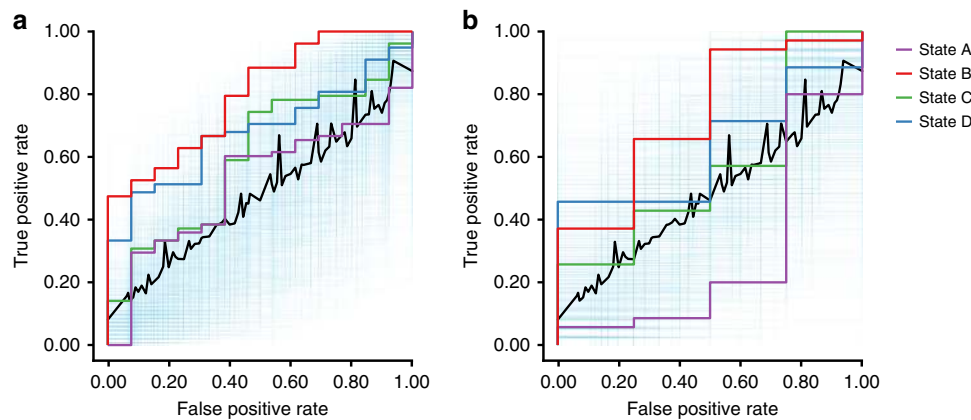 a
1.00
0.80
0.60
0.40
0.20
0.00
True positive rate
0.00 0.20 0.40 0.60 0.80 1.00
False positive rate
b
1.00
0.80
0.60
0.40
0.20
0.00
True positive rate
0.00 0.20 0.40 0.60 0.80 1.00
False positive rate
State A
State B
State C
State D